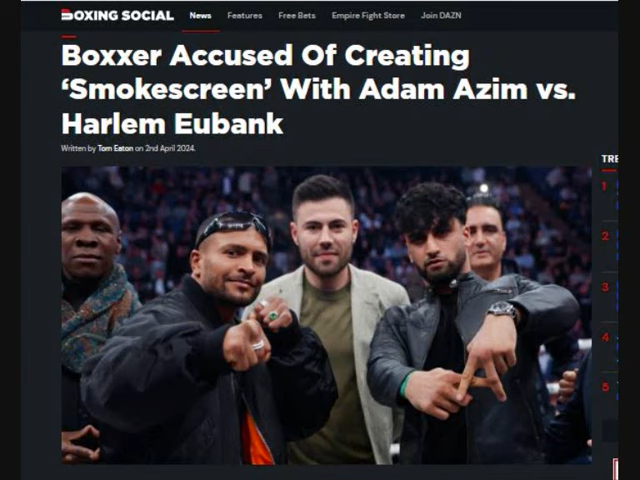 BOXING SOCIAL News Features Free Bets Empire Fight Store Join DAZN
Boxxer Accused Of Creating
‘Smokescreen’ With Adam Azim vs.
Harlem Eubank
Written by Tom Eaton on 2nd April 2024.
TRE
1
2
3
4
5